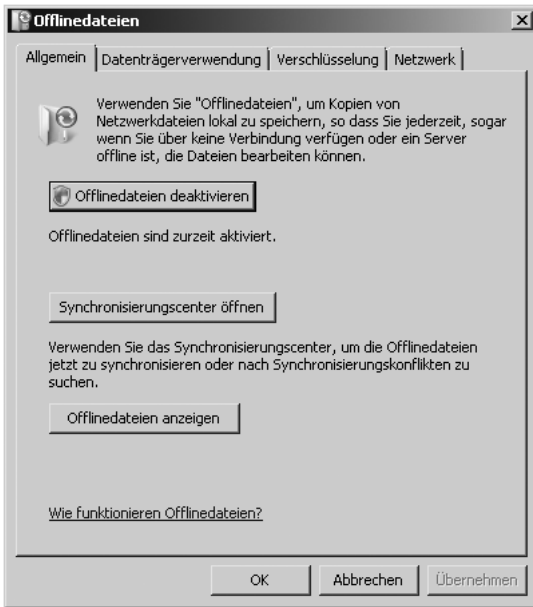 Offlinedateien
Allgemein Datenträgerverwendung Verschlüsselung Netzwerk
Verwenden Sie "Offlinedateien", um Kopien von
Netzwerkdateien lokal zu speichern, so dass Sie jederzeit, sogar
wenn Sie über keine Verbindung verfügen oder ein Server
offline ist, die Dateien bearbeiten können.
Offlinedateien deaktivieren
Offlinedateien sind zurzeit aktiviert.
Synchronisierungscenter öffnen
Verwenden Sie das Synchronisierungscenter, um die Offlinedateien
jetzt zu synchronisieren oder nach Synchronisierungskonflikten zu
suchen.
Offlinedateien anzeigen
Wie funktionieren Offlinedateien?
OK Abbrechen Übernehmen